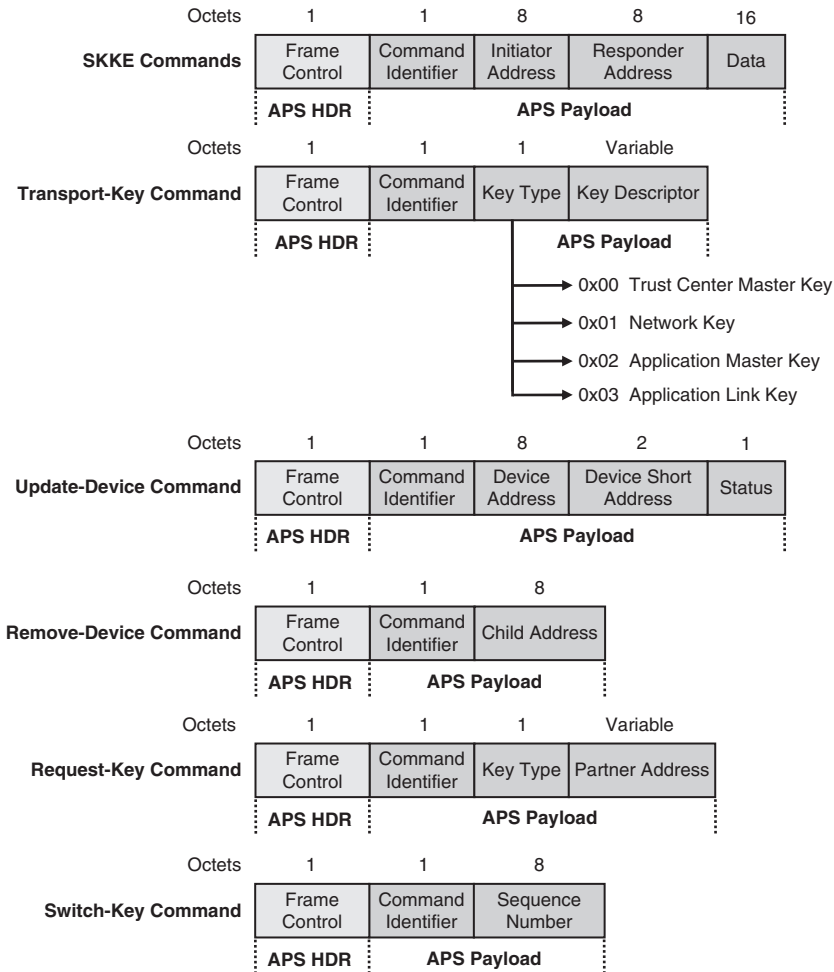 Octets 1 1 8 8 16
SKKE Commands
Frame Control
Command Identifier
Initiator Address
Responder Address
Data
APS HDR APS Payload
Octets 1 1 1 Variable
Transport-Key Command
Frame Control
Command Identifier
Key Type
Key Descriptor
APS HDR APS Payload
0x00 Trust Center Master Key
0x01 Network Key
0x02 Application Master Key
0x03 Application Link Key
Octets 1 1 8 2 1
Update-Device Command
Frame Control
Command Identifier
Device Address
Device Short Address
Status
APS HDR APS Payload
Octets 1 1 8
Remove-Device Command
Frame Control
Command Identifier
Child Address
APS HDR APS Payload
Octets 1 1 1 Variable
Request-Key Command
Frame Control
Command Identifier
Key Type
Partner Address
APS HDR APS Payload
Octets 1 1 8
Switch-Key Command
Frame Control
Command Identifier
Sequence Number
APS HDR APS Payload